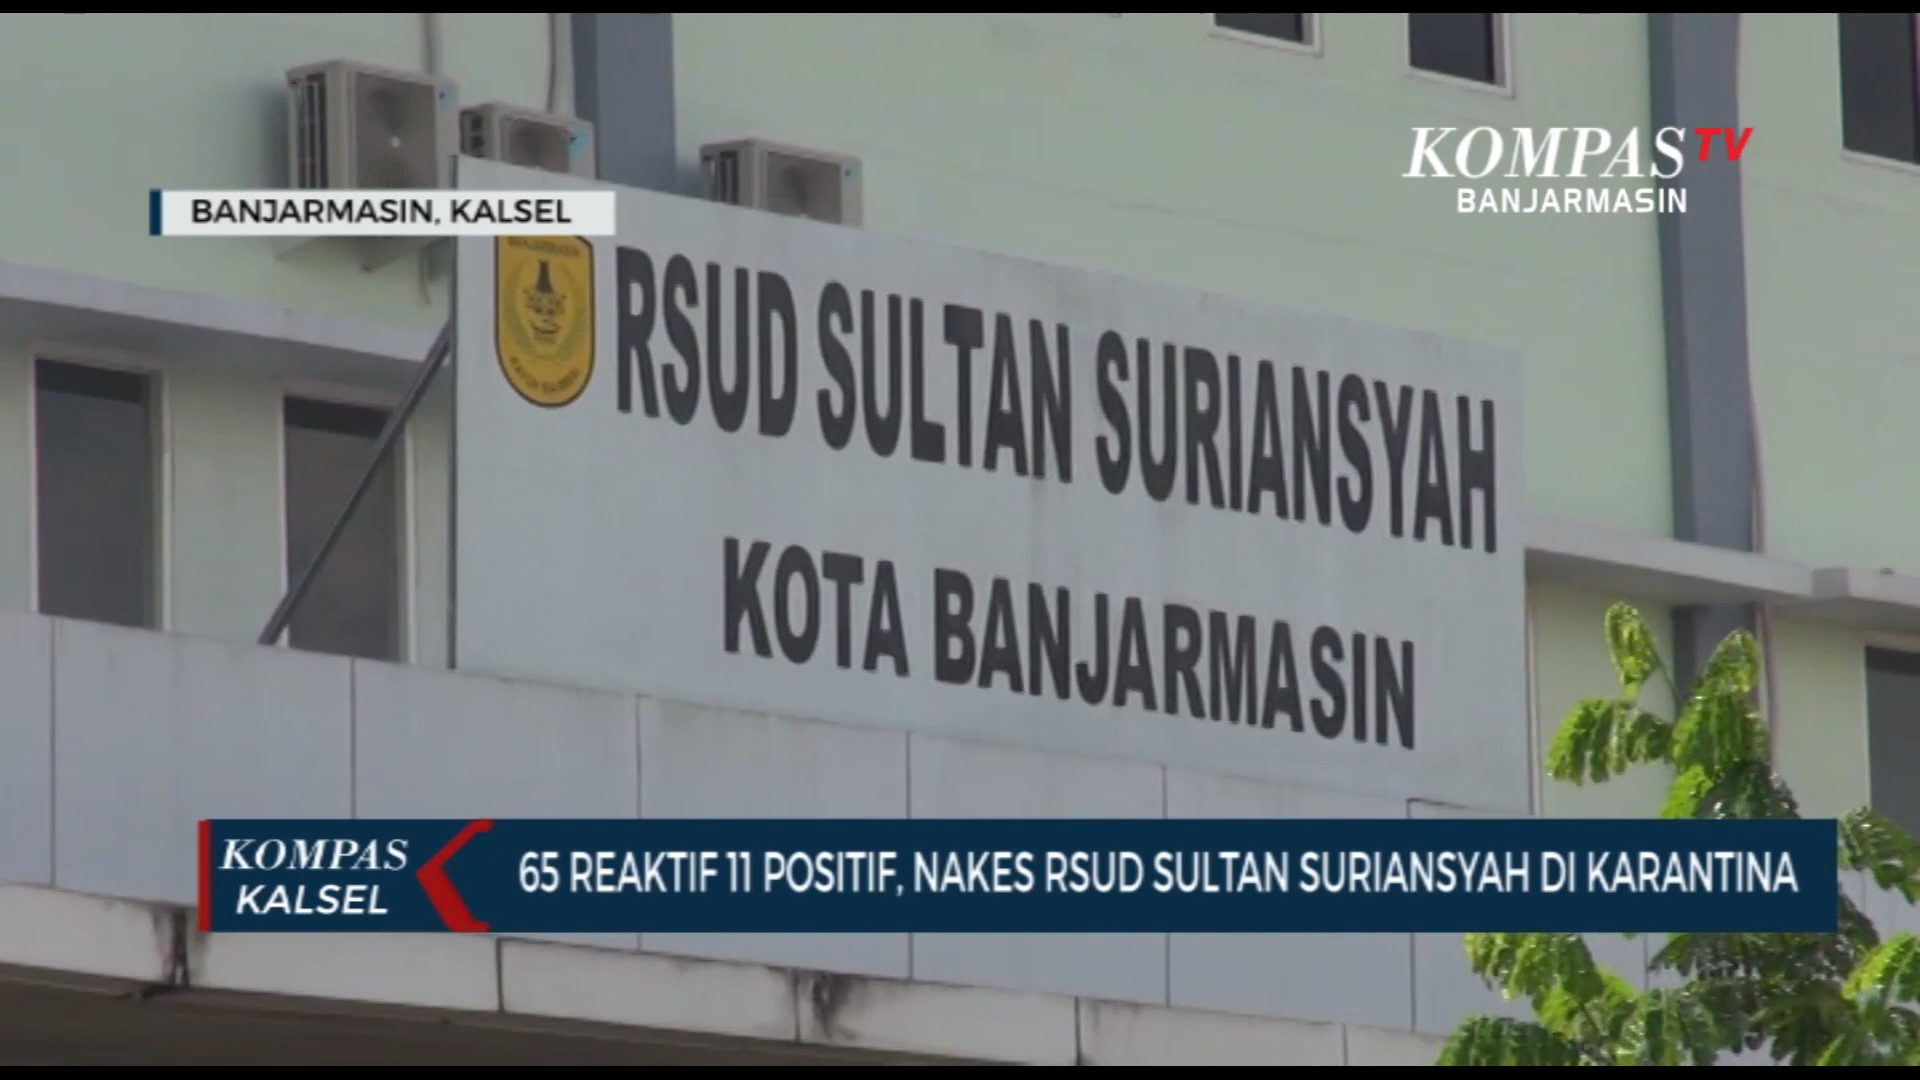 KOMPAS TV
BANJARMASIN
BANJARMASIN, KALSEL
BANJARMASIN
RSUD SULTAN SURIANSYAH
KOTA BANJARMASIN
KOMPAS
KALSEL
65 REAKTIF 11 POSITIF, NAKES RSUD SULTAN SURIANSYAH DI KARANTINA